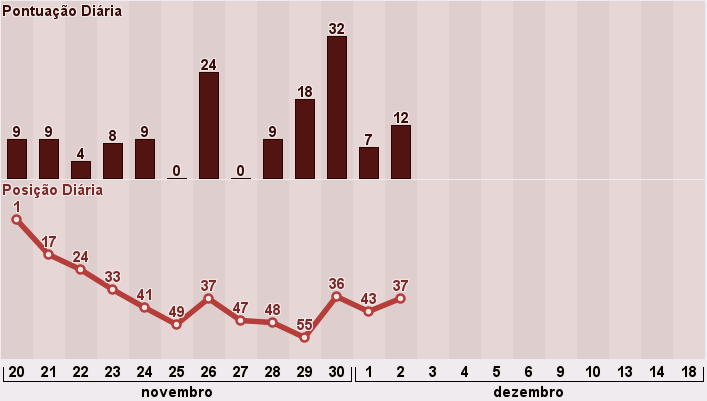 Pontuação Diária
9 9 4 8 9 0 24 0 9 18 32 7 12
Posição Diária
1 17 24 33 41 49 37 47 48 55 36 43 37
20 21 22 23 24 25 26 27 28 29 30 1 2 3 4 5 6 9 10 13 14 18
novembro dezembro